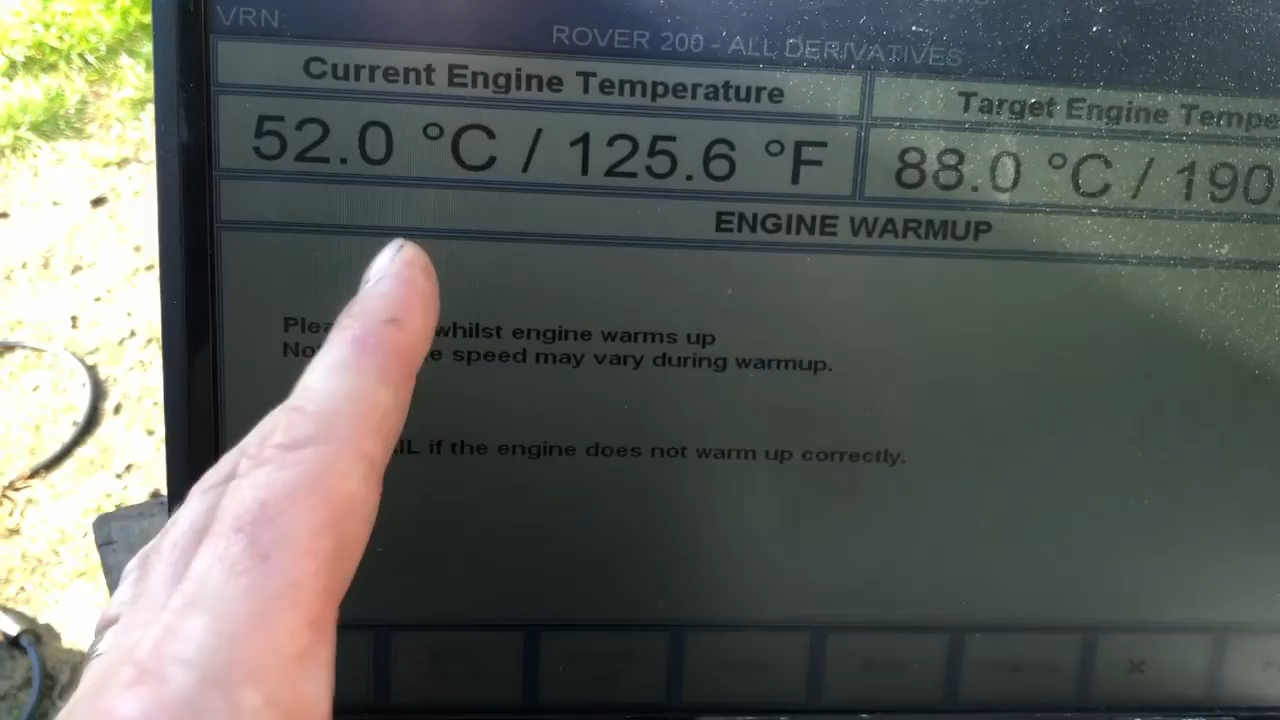 VRN:
ROVER 200 - ALL DERIVATIVES
Current Engine Temperature
Target Engine Tempe
52.0 °C / 125.6 °F
88.0 °C / 190
ENGINE WARMUP
Plea whilst engine warms up
No e speed may vary during warmup.
IL if the engine does not warm up correctly.